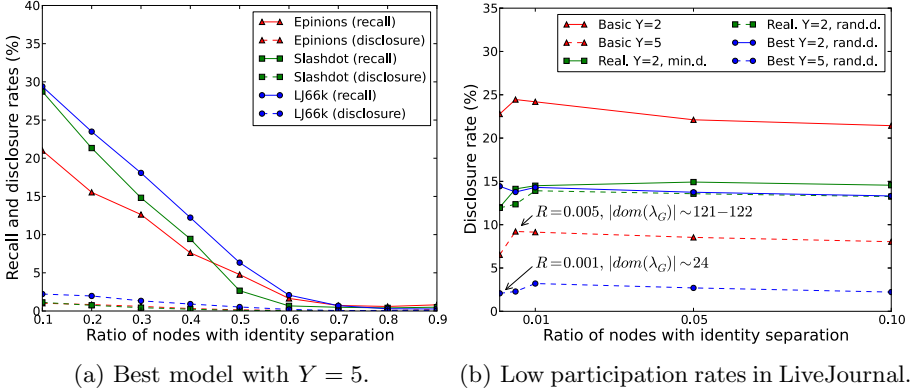 Recall and disclosure rates (%)
40
35
30
25
20
15
10
5
0
0.1 0.2 0.3 0.4 0.5 0.6 0.7 0.8 0.9
Ratio of nodes with identity separation
Epinions (recall)
Epinions (disclosure)
Slashdot (recall)
Slashdot (disclosure)
LJ66k (recall)
LJ66k (disclosure)
(a) Best model with Y = 5.
Disclosure rate (%)
35
30
25
20
15
10
5
0
0.01 0.05 0.10
Ratio of nodes with identity separation
Basic Y=2
Basic Y=5
Real. Y=2, min.d.
Real. Y=2, rand.d.
Best Y=2, rand.d.
Best Y=5, rand.d.
R=0.005, |dom(λ_G)|∼121−122
R=0.001, |dom(λ_G)|∼24
(b) Low participation rates in LiveJournal.